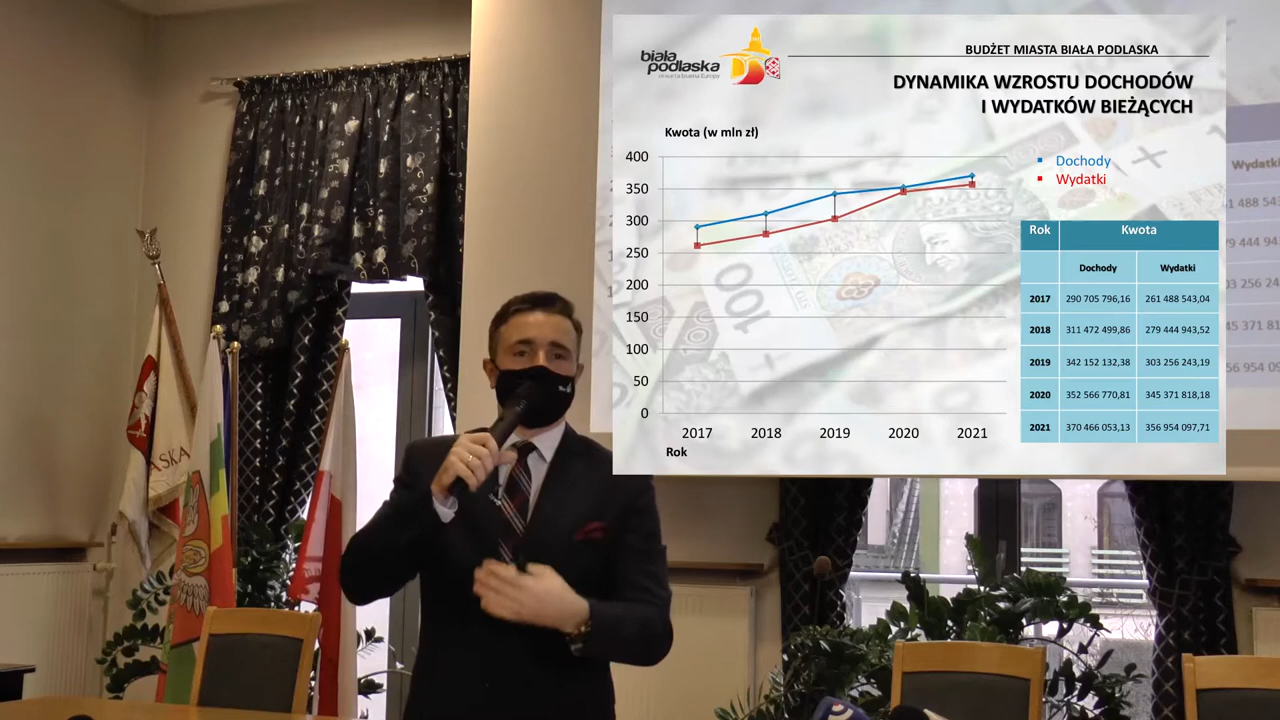 biała
podlaska
BUDŻET MIASTA BIAŁA PODLASKA
DYNAMIKA WZROSTU DOCHODÓW
I WYDATKÓW BIEŻĄCYCH
Kwota (w mln zł)
400
350
300
250
200
150
100
50
0
2017 2018 2019 2020 2021
Rok
Dochody
Wydatki
Rok Kwota
Dochody Wydatki
2017 290 705 796,16 261 488 543,04
2018 311 472 499,86 279 444 943,52
2019 342 152 132,38 303 256 243,19
2020 352 566 770,81 345 371 818,18
2021 370 466 053,13 356 954 097,71
Wydatki
100